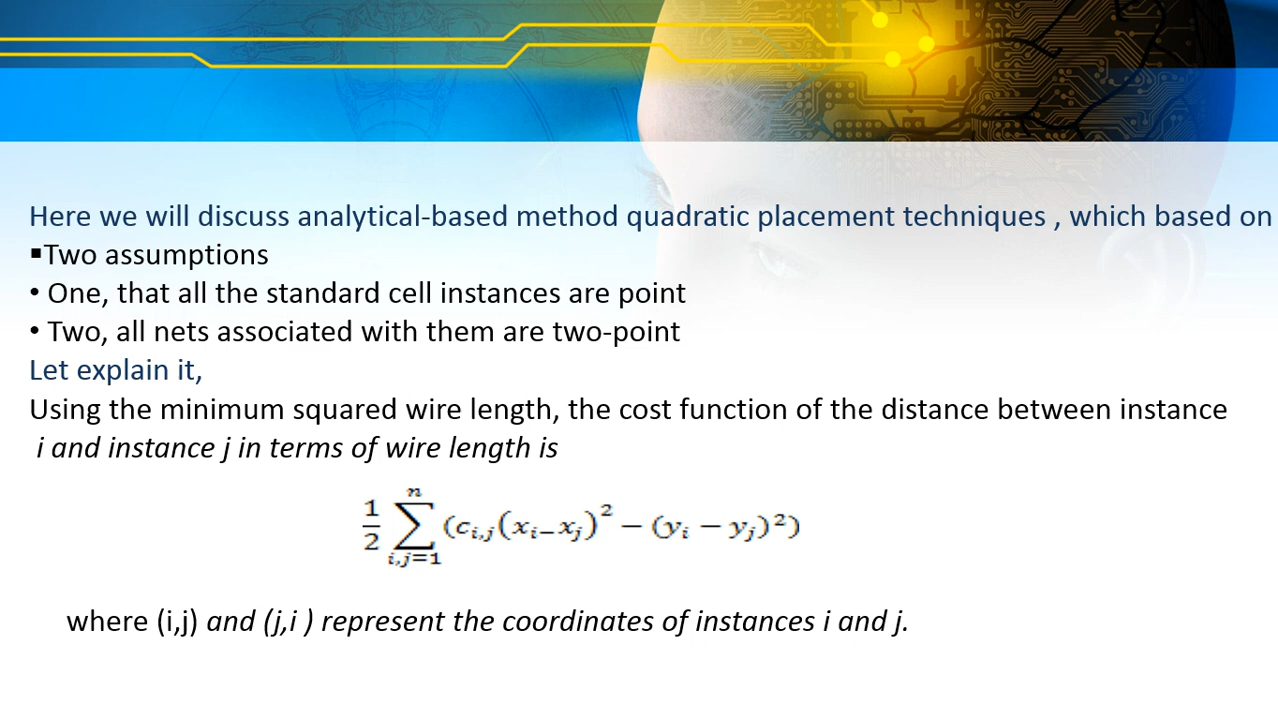 Here we will discuss analytical-based method quadratic placement techniques , which based on
▪Two assumptions
• One, that all the standard cell instances are point
• Two, all nets associated with them are two-point
Let explain it,
Using the minimum squared wire length, the cost function of the distance between instance
i and instance j in terms of wire length is
1/2 ∑_{i,j=1}^{n} (c_{i,j}(x_{i−}x_j)^2 − (y_i − y_j)^2)
where (i,j) and (j,i ) represent the coordinates of instances i and j.